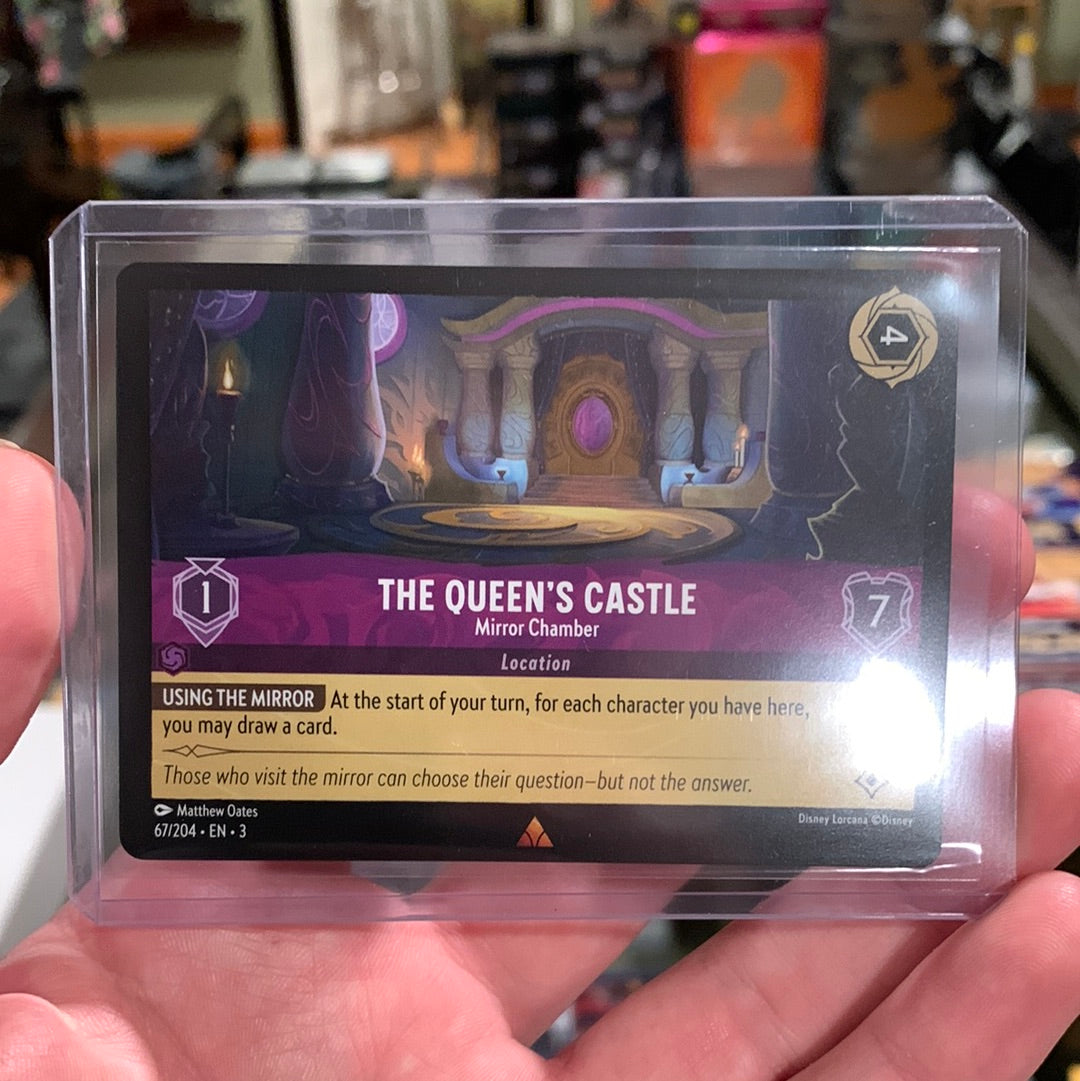 4
1
THE QUEEN'S CASTLE
7
Mirror Chamber
Location
USING THE MIRROR At the start of your turn, for each character you have here,
you may draw a card.
Those who visit the mirror can choose their question—but not the answer.
Matthew Oates
67/204 • EN • 3
Disney Lorcana ©Disney